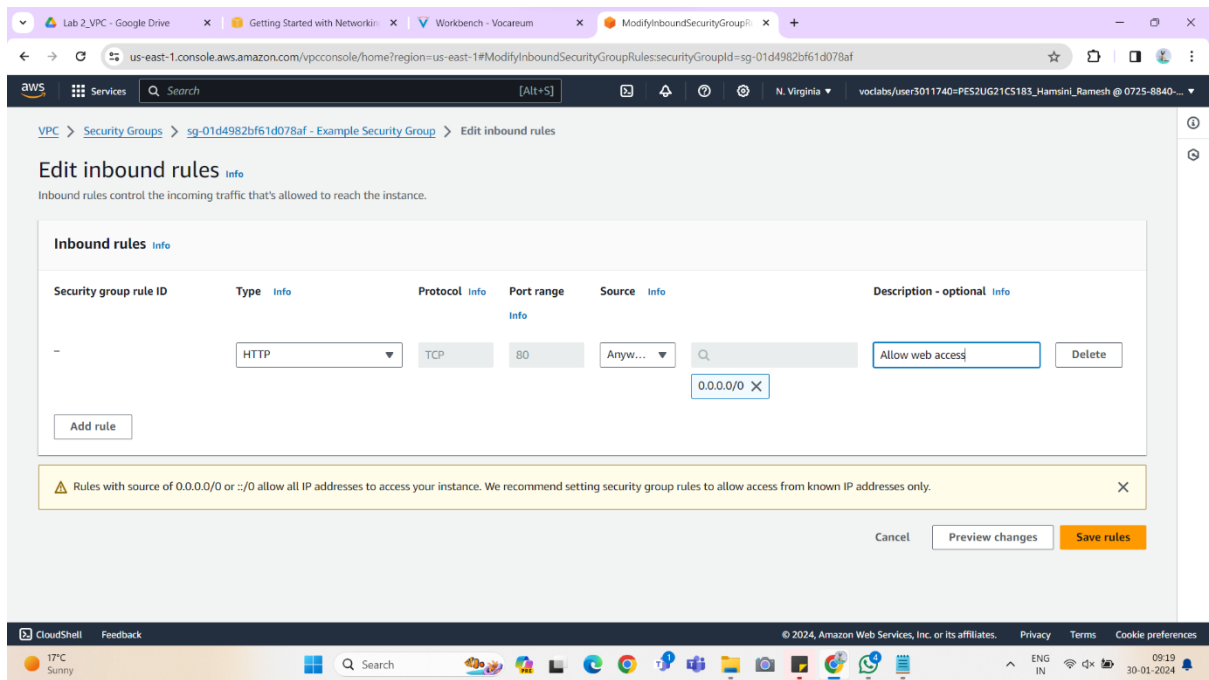 Lab 2_VPC - Google Drive
Getting Started with Networkin
Workbench - Vocareum
ModifyInboundSecurityGroupR
us-east-1.console.aws.amazon.com/vpcconsole/home?region=us-east-1#ModifyInboundSecurityGroupRules:securityGroupId=sg-01d4982bf61d078af
aws Services Search [Alt+S] N. Virginia voclabs/user3011740=PES2UG21CS183_Hamsini_Ramesh @ 0725-8840-...
VPC > Security Groups > sg-01d4982bf61d078af - Example Security Group > Edit inbound rules
Edit inbound rules Info
Inbound rules control the incoming traffic that's allowed to reach the instance.
Inbound rules Info
Security group rule ID Type Info Protocol Info Port range Info Source Info Description - optional Info
– HTTP TCP 80 Anyw... Allow web access Delete
0.0.0.0/0
Add rule
Rules with source of 0.0.0.0/0 or ::/0 allow all IP addresses to access your instance. We recommend setting security group rules to allow access from known IP addresses only.
Cancel Preview changes Save rules
CloudShell Feedback © 2024, Amazon Web Services, Inc. or its affiliates. Privacy Terms Cookie preferences
17°C
Sunny
Search
PRE
1
4
ENG
IN
09:19
30-01-2024